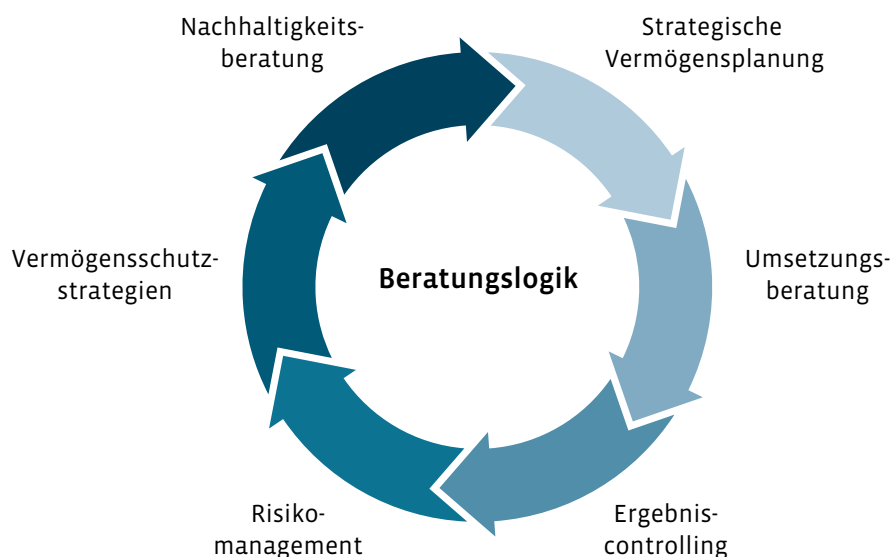 Nachhaltigkeits-
beratung
Strategische
Vermögensplanung
Vermögensschutz-
strategien
Beratungslogik
Umsetzungs-
beratung
Risiko-
management
Ergebnis-
controlling